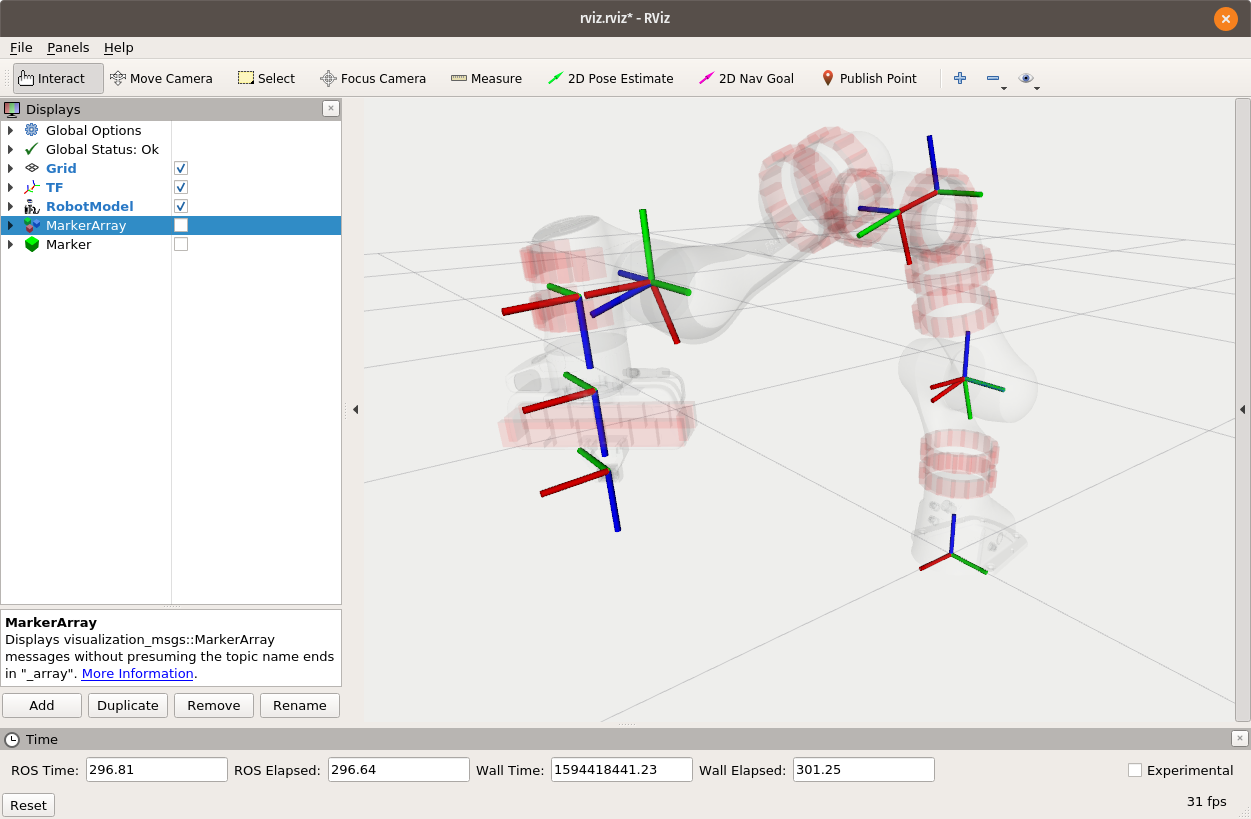 rviz.rviz* - RViz
File Panels Help
Interact Move Camera Select Focus Camera Measure 2D Pose Estimate 2D Nav Goal Publish Point
Displays
Global Options
Global Status: Ok
Grid
TF
RobotModel
MarkerArray
Marker
MarkerArray
Displays visualization_msgs::MarkerArray
messages without presuming the topic name ends
in "_array". More Information.
Add Duplicate Remove Rename
Time
ROS Time: 296.81 ROS Elapsed: 296.64 Wall Time: 1594418441.23 Wall Elapsed: 301.25 Experimental
Reset 31 fps